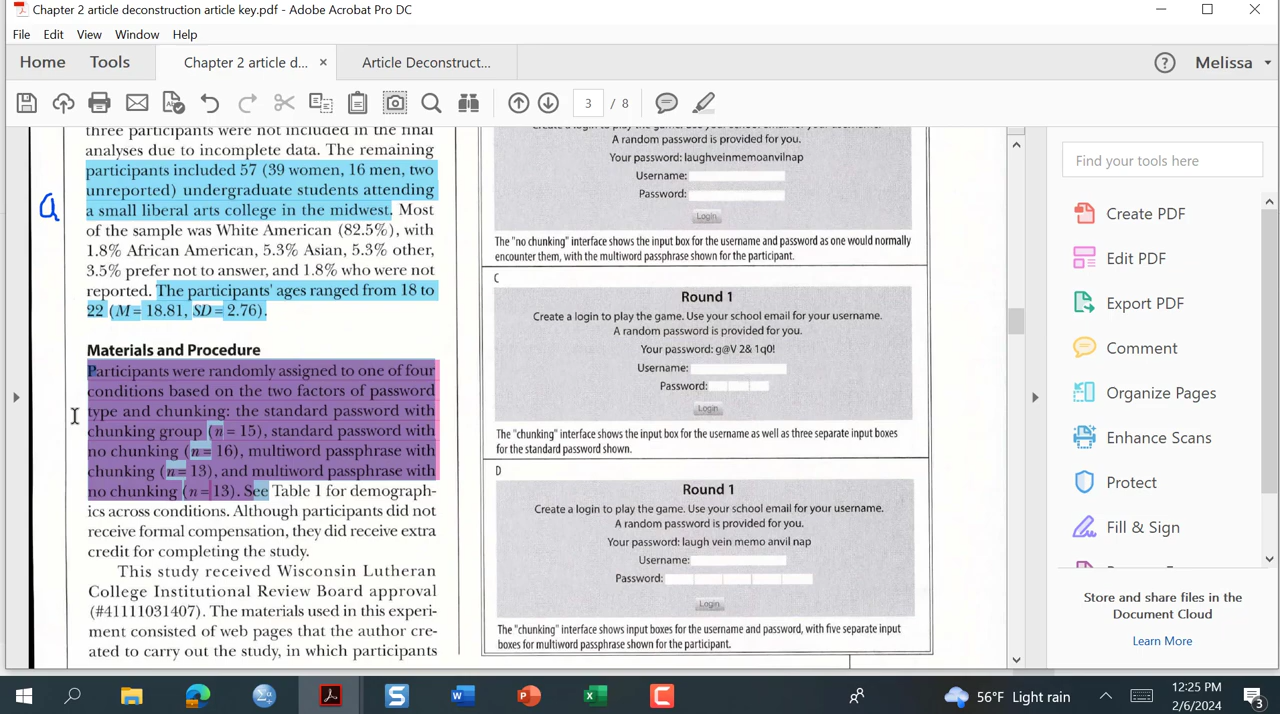 Chapter 2 article deconstruction article key.pdf - Adobe Acrobat Pro DC
File Edit View Window Help
Home Tools Chapter 2 article d... × Article Deconstruct... ? Melissa
3 / 8
three participants were not included in the final
analyses due to incomplete data. The remaining
participants included 57 (39 women, 16 men, two
unreported) undergraduate students attending
a small liberal arts college in the midwest. Most
of the sample was White American (82.5%), with
1.8% African American, 5.3% Asian, 5.3% other,
3.5% prefer not to answer, and 1.8% who were not
reported. The participants' ages ranged from 18 to
22 (M = 18.81, SD = 2.76).
a
Materials and Procedure
Participants were randomly assigned to one of four
conditions based on the two factors of password
type and chunking: the standard password with
chunking group (n = 15), standard password with
no chunking (n = 16), multiword passphrase with
chunking (n = 13), and multiword passphrase with
no chunking (n = 13). See Table 1 for demograph-
ics across conditions. Although participants did not
receive formal compensation, they did receive extra
credit for completing the study.
This study received Wisconsin Lutheran
College Institutional Review Board approval
(#41111031407). The materials used in this experi-
ment consisted of web pages that the author cre-
ated to carry out the study, in which participants
Create a login to play the game. Use your school email for your username.
A random password is provided for you.
Your password: laughveinmemoanvilnap
Username:
Password:
Login
The "no chunking" interface shows the input box for the username and password as one would normally
encounter them, with the multiword passphrase shown for the participant.
C
Round 1
Create a login to play the game. Use your school email for your username.
A random password is provided for you.
Your password: g@V 2& 1q0!
Username:
Password:
Login
The "chunking" interface shows the input box for the username as well as three separate input boxes
for the standard password shown.
D
Round 1
Create a login to play the game. Use your school email for your username.
A random password is provided for you.
Your password: laugh vein memo anvil nap
Username:
Password:
Login
The "chunking" interface shows input boxes for the username and password, with five separate input
boxes for multiword passphrase shown for the participant.
Find your tools here
Create PDF
Edit PDF
Export PDF
Comment
Organize Pages
Enhance Scans
Protect
Fill & Sign
Store and share files in the
Document Cloud
Learn More
56°F Light rain
12:25 PM
2/6/2024
3